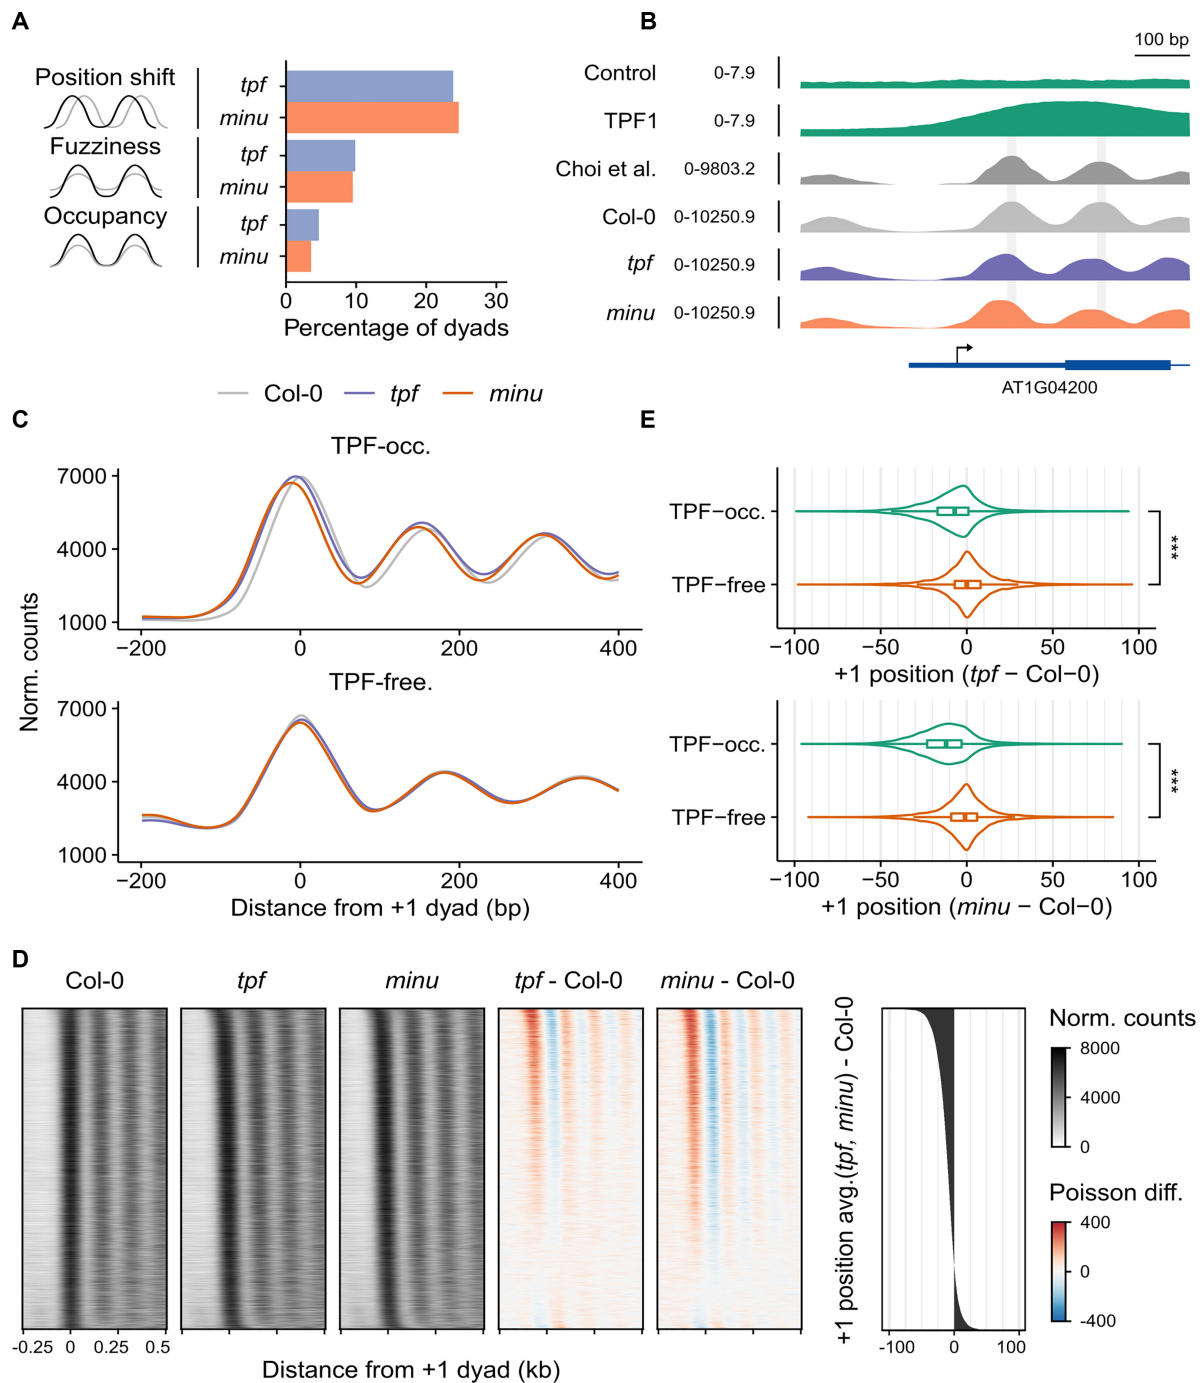 A
Position shift
tpf
minu
Fuzziness
tpf
minu
Occupancy
tpf
minu
0 10 20 30
Percentage of dyads
B
100 bp
Control 0-7.9
TPF1 0-7.9
Choi et al. 0-9803.2
Col-0 0-10250.9
tpf 0-10250.9
minu 0-10250.9
AT1G04200
Col-0 tpf minu
C
TPF-occ.
7000
4000
1000
−200 0 200 400
TPF-free.
7000
4000
1000
−200 0 200 400
Norm. counts
Distance from +1 dyad (bp)
E
TPF−occ.
TPF−free
***
−100 −50 0 50 100
+1 position (tpf − Col−0)
TPF−occ.
TPF−free
***
−100 −50 0 50 100
+1 position (minu − Col−0)
D
Col-0 tpf minu tpf - Col-0 minu - Col-0
-0.25 0 0.25 0.5
Distance from +1 dyad (kb)
+1 position avg.(tpf, minu) - Col-0
-100 0 100
Norm. counts
8000
4000
0
Poisson diff.
400
0
-400